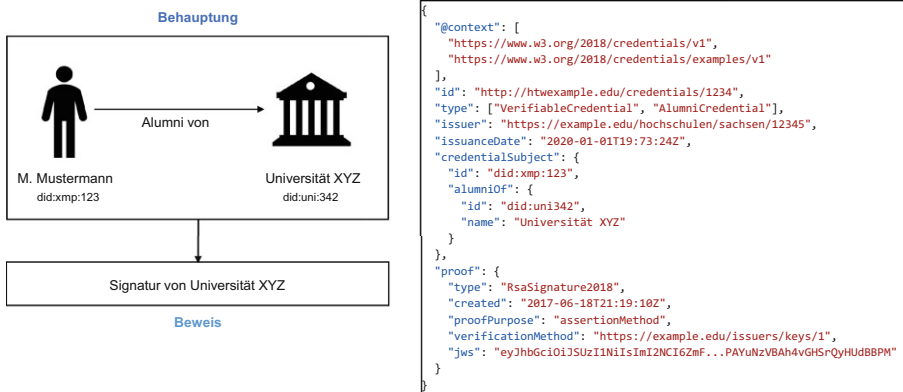 Behauptung
Alumni von
M. Mustermann
did:xmp:123
Universität XYZ
did:uni:342
Signatur von Universität XYZ
Beweis
{
"@context": [
"https://www.w3.org/2018/credentials/v1",
"https://www.w3.org/2018/credentials/examples/v1"
],
"id": "http://htwexample.edu/credentials/1234",
"type": ["VerifiableCredential", "AlumniCredential"],
"issuer": "https://example.edu/hochschulen/sachsen/12345",
"issuanceDate": "2020-01-01T19:73:24Z",
"credentialSubject": {
"id": "did:xmp:123",
"alumniOf": {
"id": "did:uni342",
"name": "Universität XYZ"
}
},
"proof": {
"type": "RsaSignature2018",
"created": "2017-06-18T21:19:10Z",
"proofPurpose": "assertionMethod",
"verificationMethod": "https://example.edu/issuers/keys/1",
"jws": "eyJhbGciOiJSUzI1NiIsImI2NCI6ZmF...PAYuNzVBAh4vGHSrQyHUdBBPM"
}
}